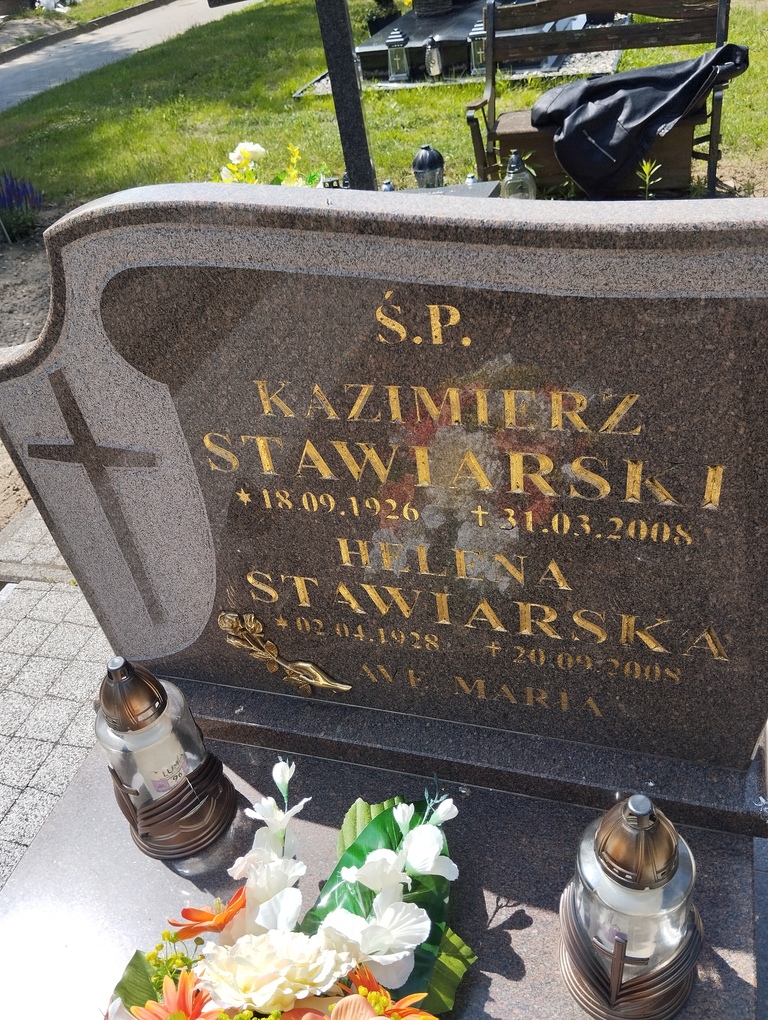 Ś.P.
KAZIMIERZ
STAWIARSKI
*18.09.1926 †31.03.2008
HELENA
STAWIARSKA
*02.04.1928 †20.09.2008
AVE MARIA